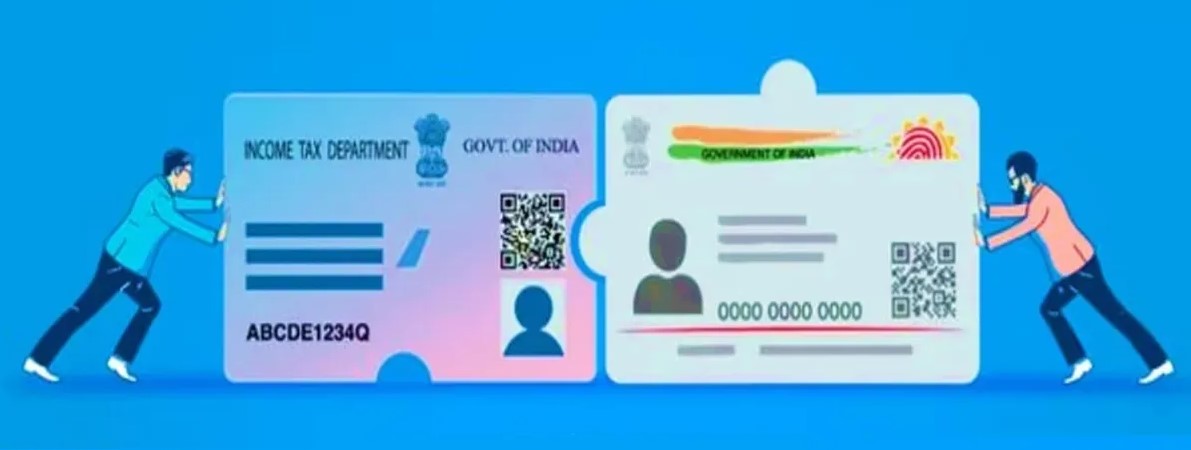 INCOME TAX DEPARTMENT
GOVT. OF INDIA
ABCDE1234Q
GOVERNMENT OF INDIA
0000 0000 0000